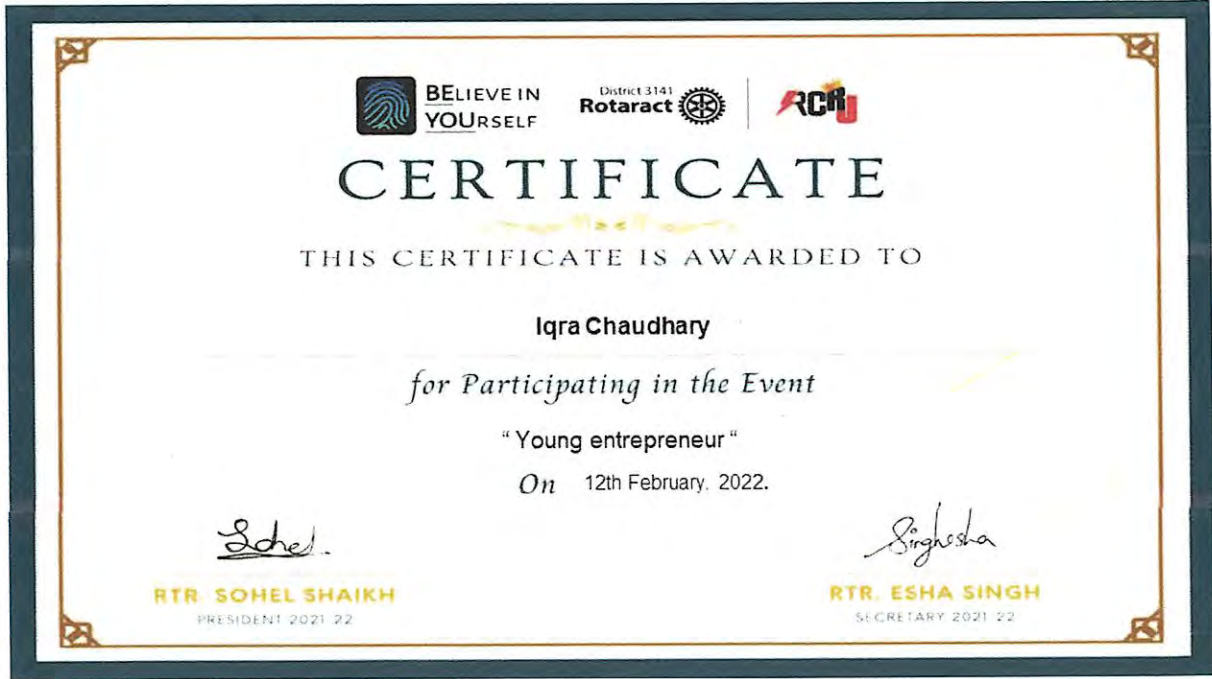 BELIEVE IN
YOURSELF
District 3141
Rotaract
RCRU
CERTIFICATE
THIS CERTIFICATE IS AWARDED TO
Iqra Chaudhary
for Participating in the Event
“ Young entrepreneur “
On 12th February. 2022.
Sohel
Singhesha
RTR. SOHEL SHAIKH
RTR. ESHA SINGH
PRESIDENT 2021-22
SECRETARY 2021-22